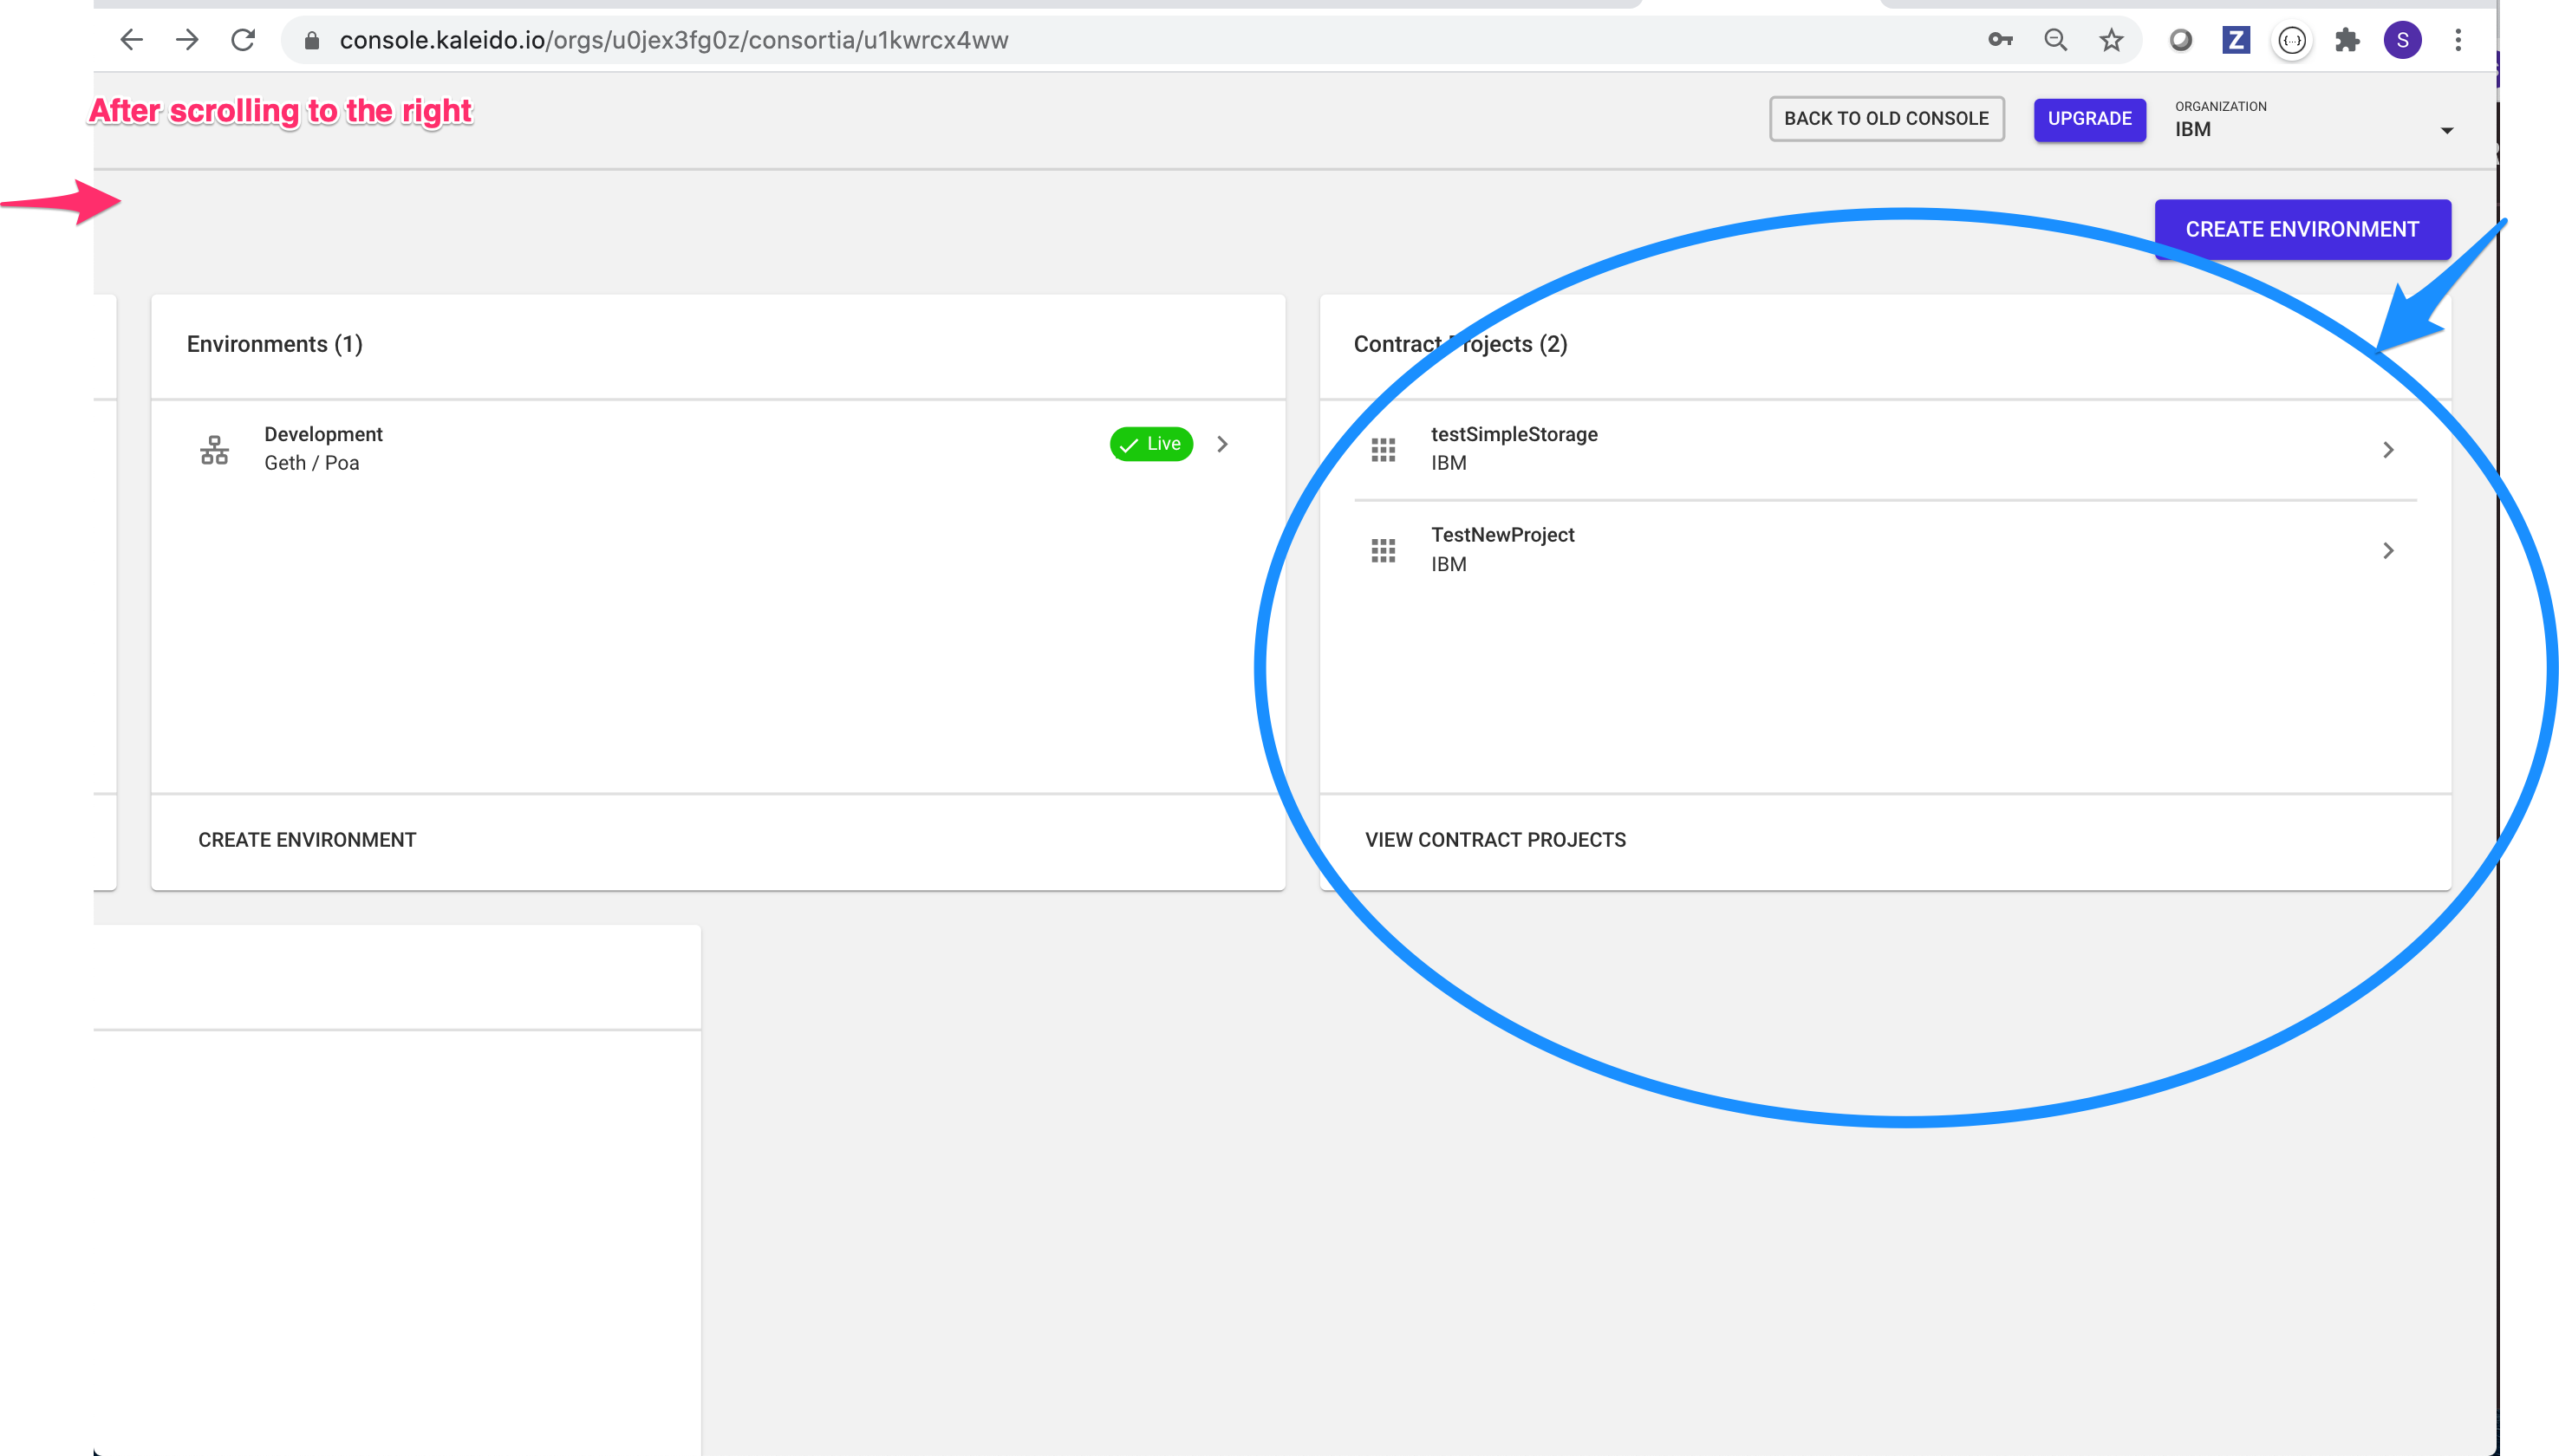 console.kaleido.io/orgs/u0jex3fg0z/consortia/u1kwrcx4ww
Z
{...}
S
After scrolling to the right
BACK TO OLD CONSOLE
UPGRADE
ORGANIZATION
IBM
CREATE ENVIRONMENT
Environments (1)
Development
Geth / Poa
Live
CREATE ENVIRONMENT
Contract Projects (2)
testSimpleStorage
IBM
TestNewProject
IBM
VIEW CONTRACT PROJECTS